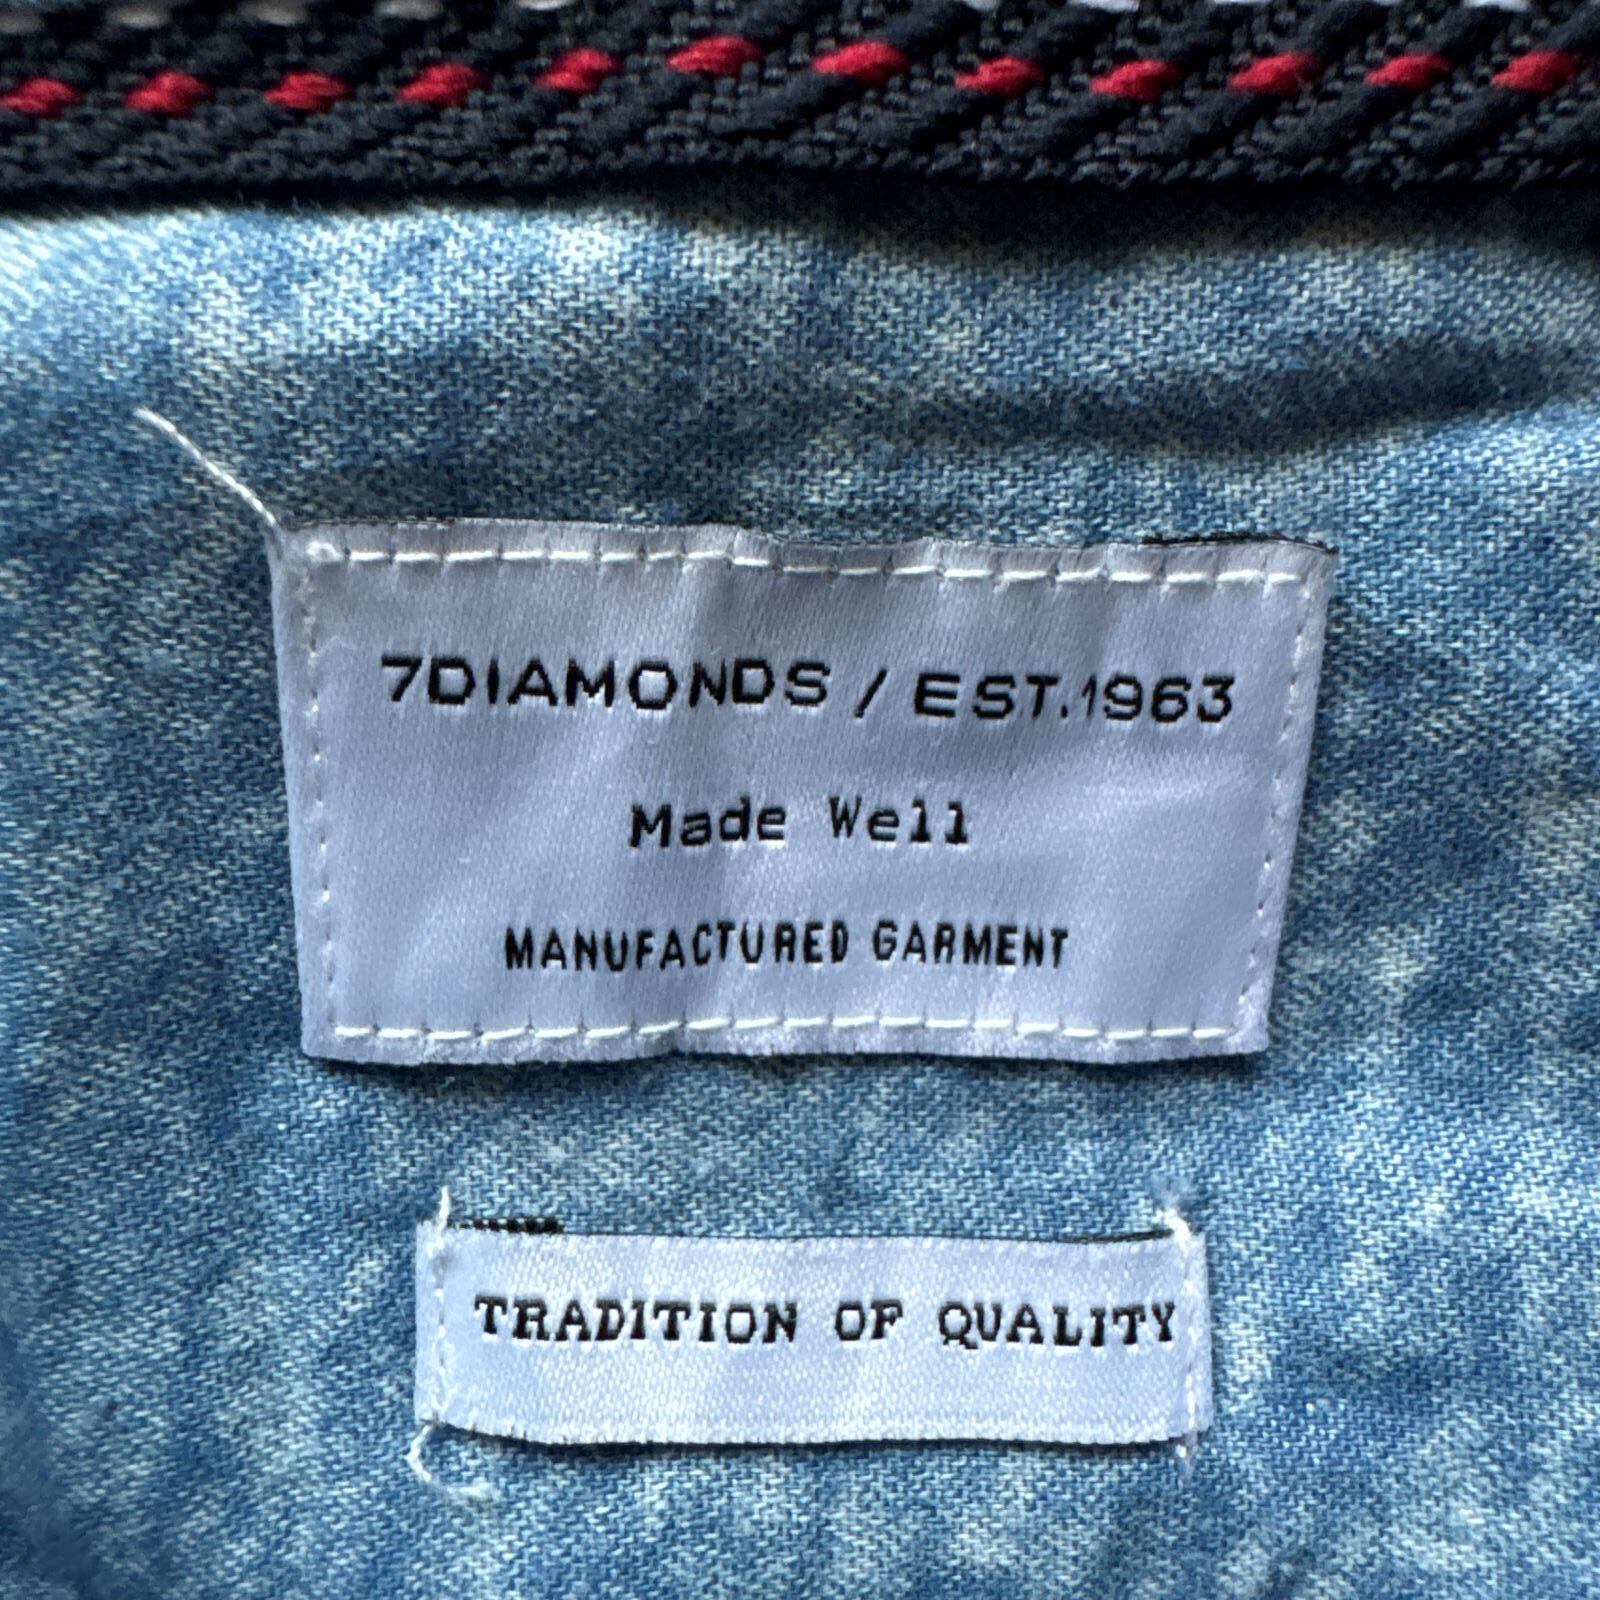 7DIAMONDS / EST.1963
Made Well
MANUFACTURED GARMENT
TRADITION OF QUALITY